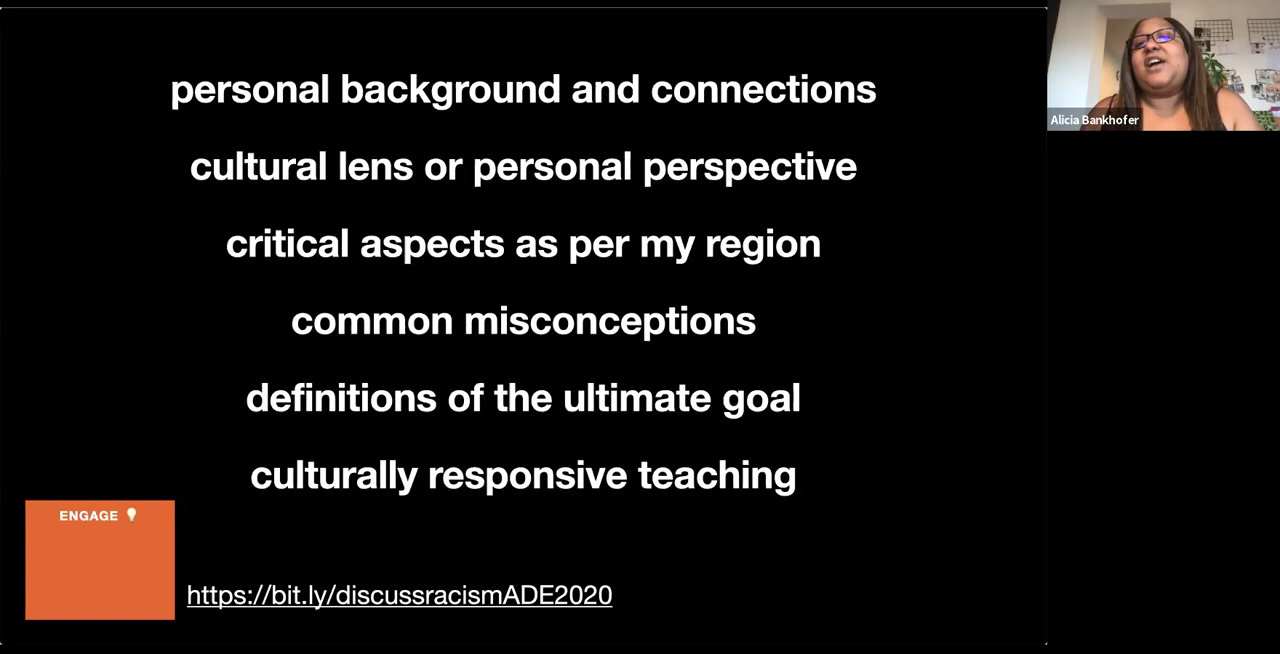 personal background and connections
Alicia Bankhofer
cultural lens or personal perspective
critical aspects as per my region
common misconceptions
definitions of the ultimate goal
culturally responsive teaching
ENGAGE 💡
https://bit.ly/discussracismADE2020